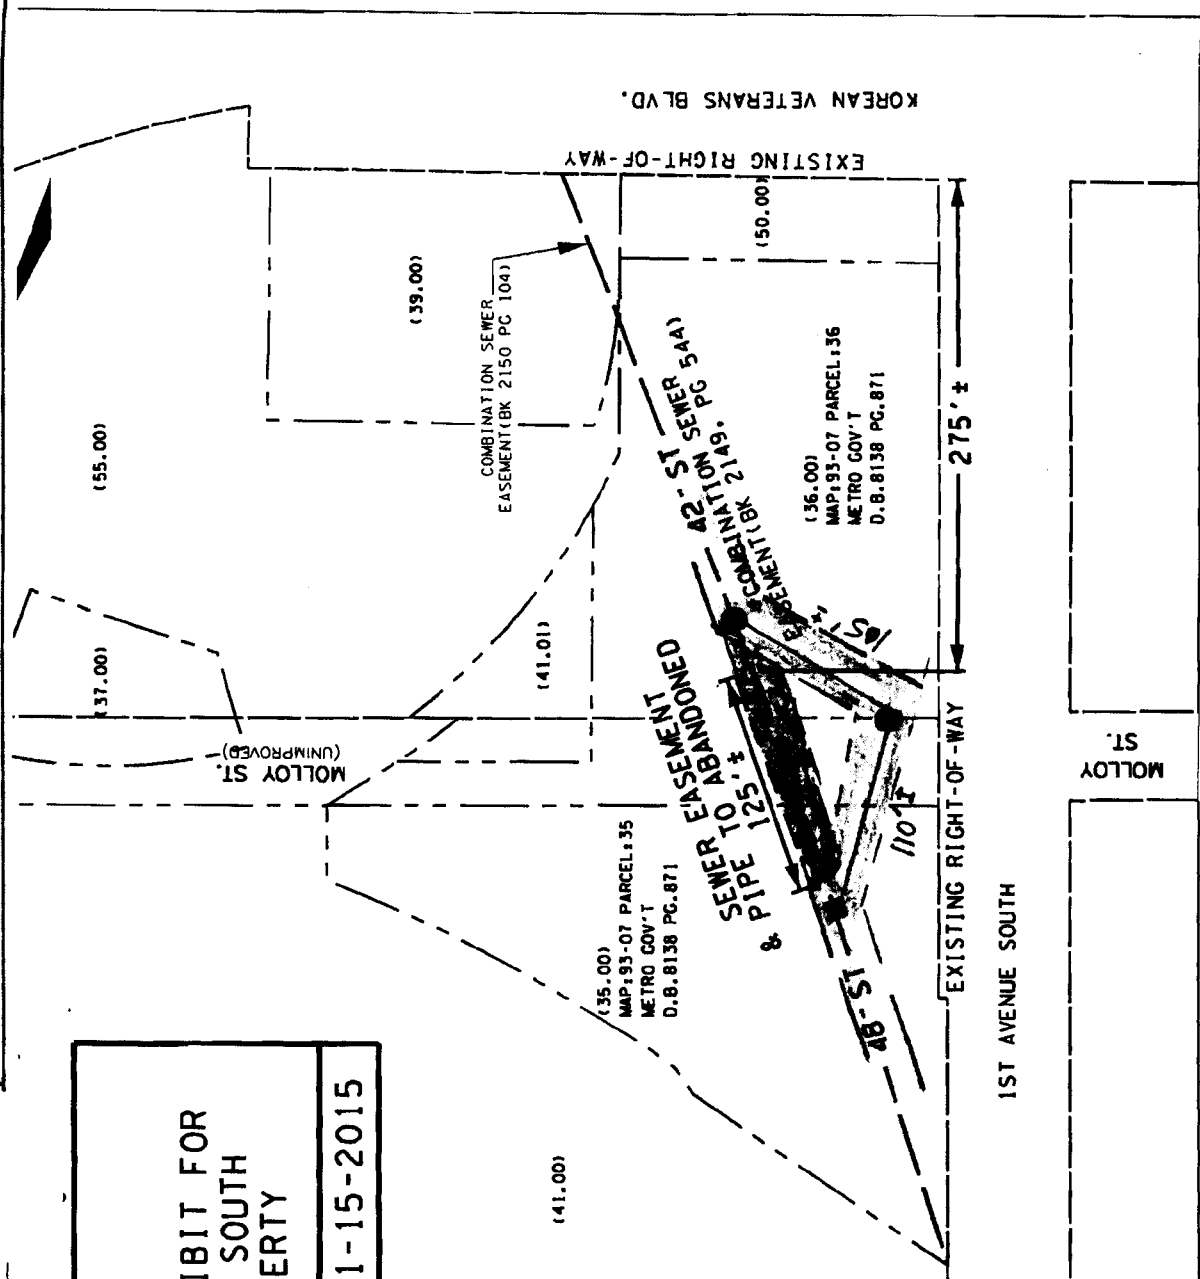 KOREAN VETERANS BLVD.
EXISTING RIGHT-OF-WAY
(50.00)
(39.00)
COMBINATION SEWER
EASEMENT(BK 2150 PG 104)
(55.00)
(37.00)
(41.01)
MOLLOY ST.
(UNIMPROVED)
42-ST
COMBINATION SEWER
EASEMENT(BK 2149, PG 544)
(36.00)
MAP:93-07 PARCEL:36
METRO GOV'T
D.B.8138 PG.871
275'±
105'±
SEWER EASEMENT
& PIPE TO ABANDONED
125'±
110'±
(35.00)
MAP:93-07 PARCEL:35
METRO GOV'T
D.B.8138 PG.871
48-ST
EXISTING RIGHT-OF-WAY
1ST AVENUE SOUTH
MOLLOY
ST.
(41.00)
IBIT FOR
SOUTH
ERTY
1-15-2015